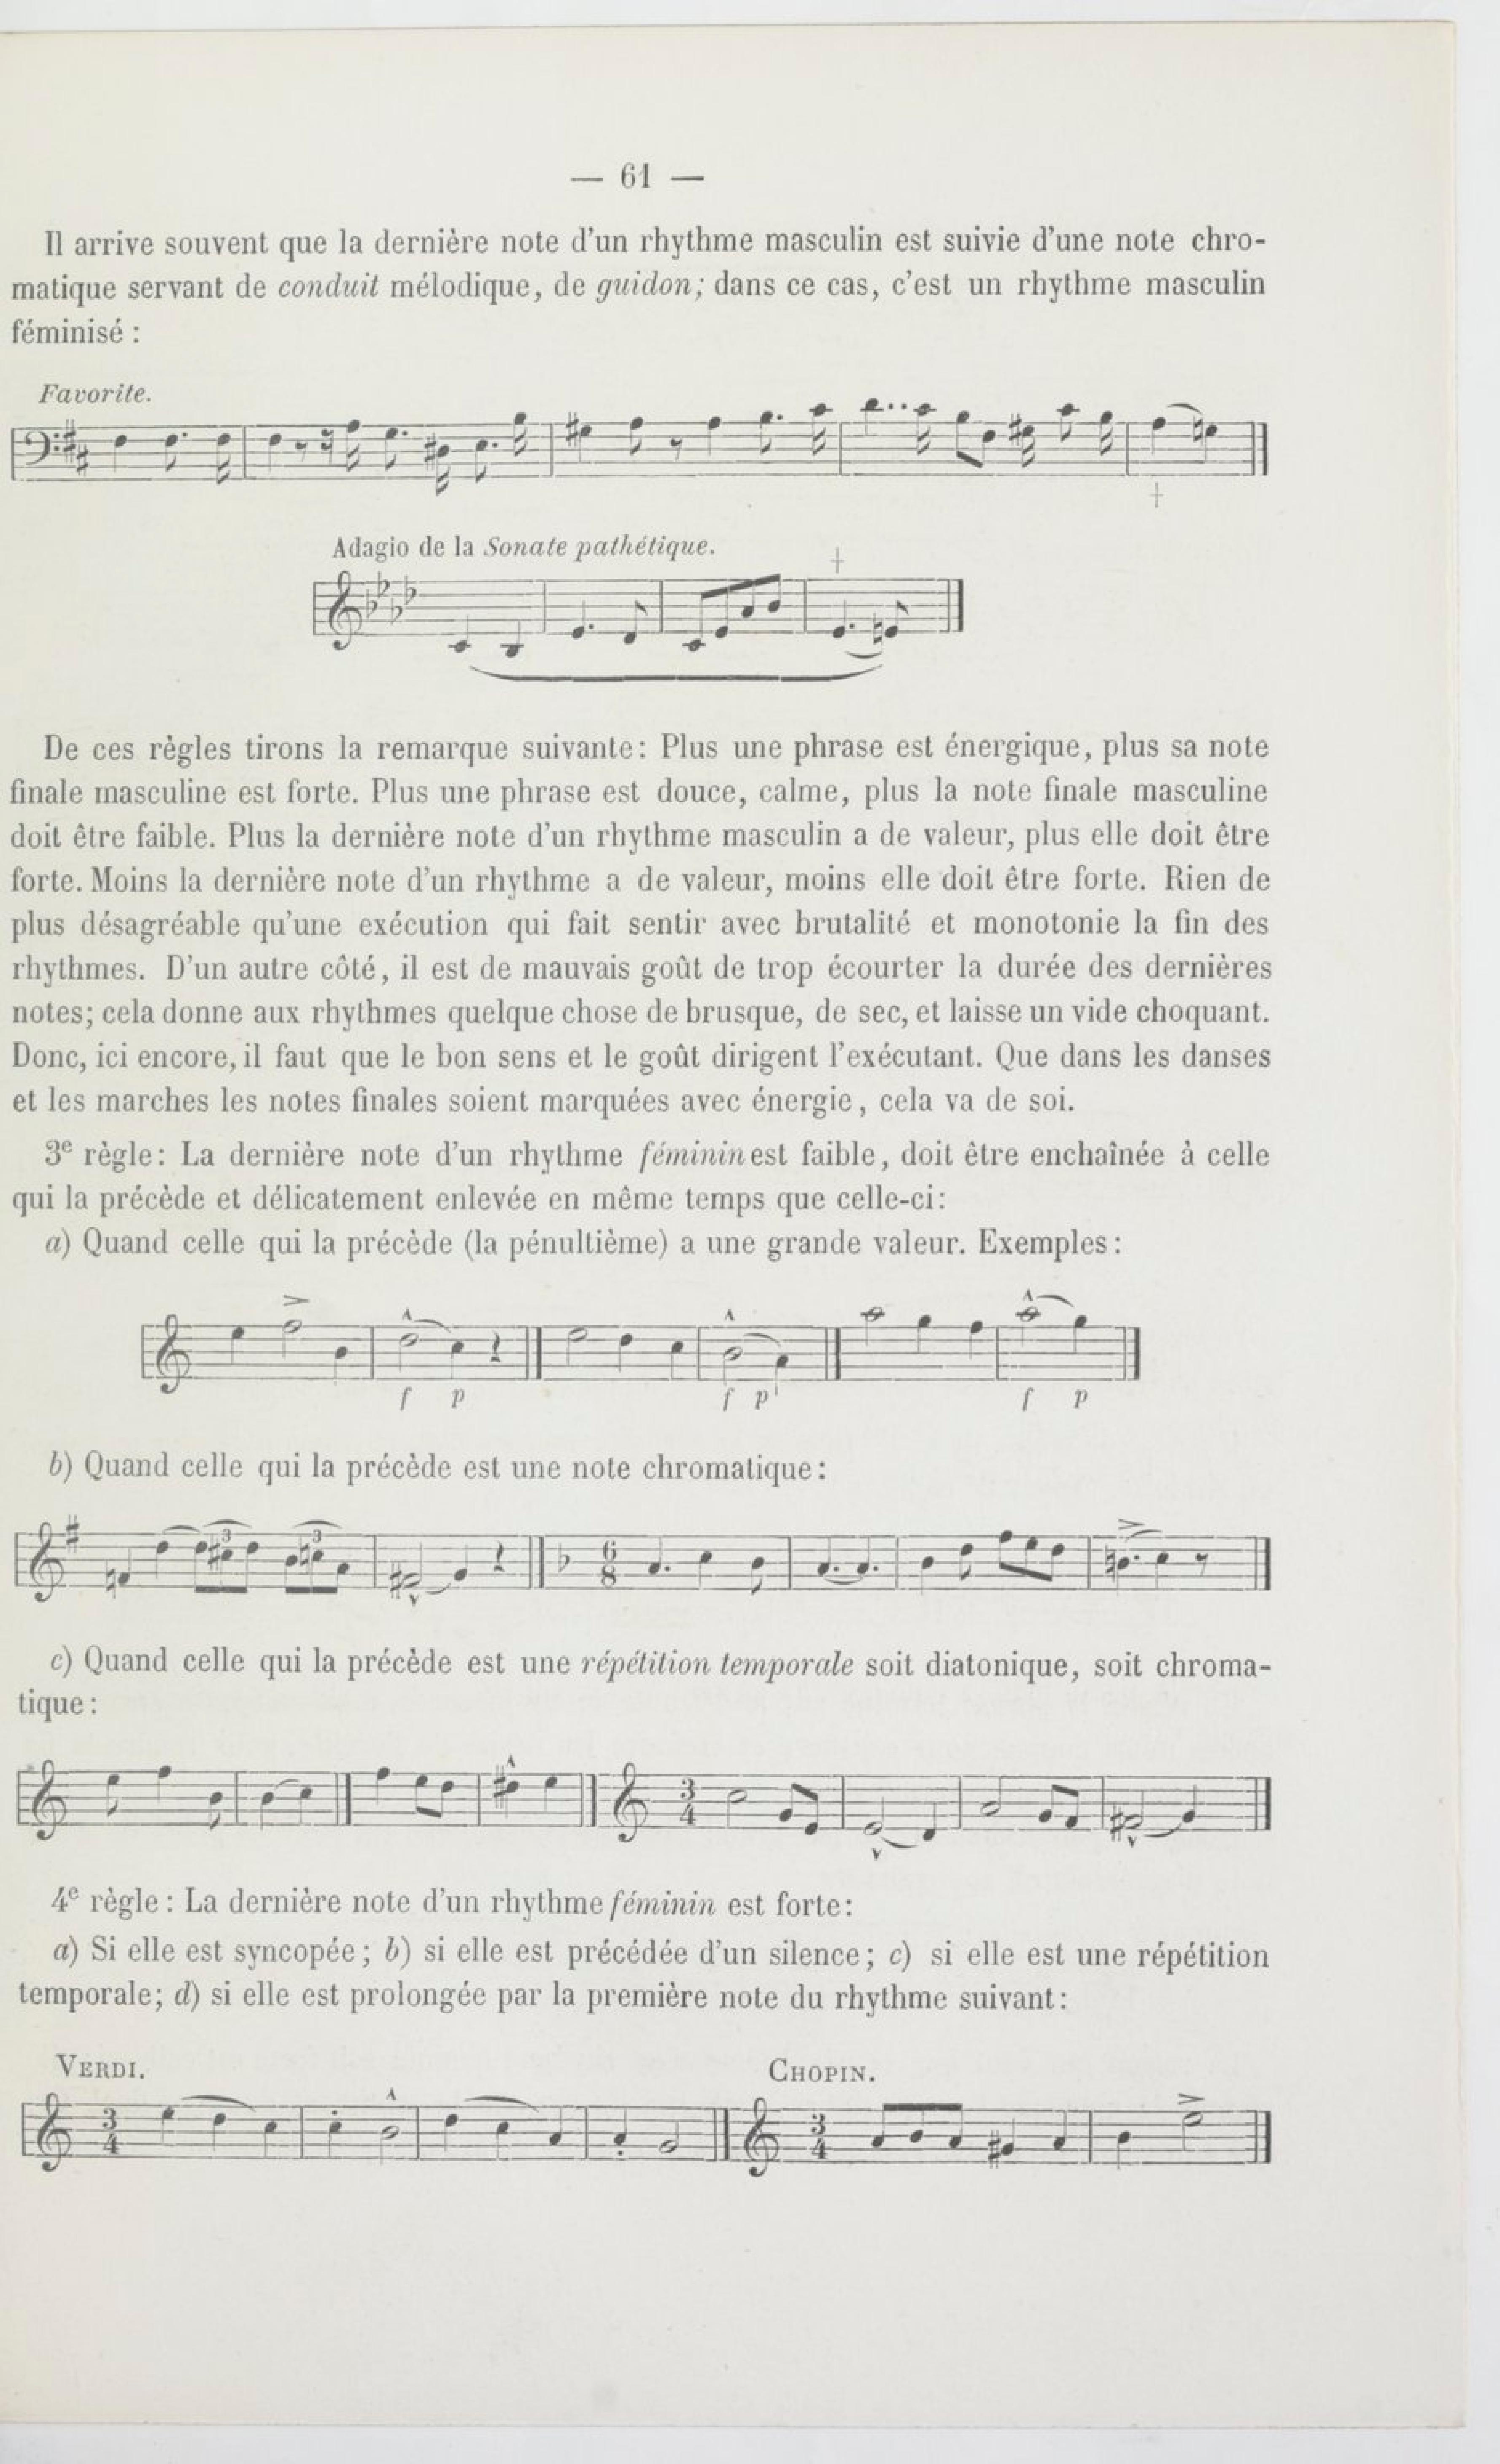 — 61 —
Il arrive souvent que la dernière note d'un rhythme masculin est suivie d'une note chro-
matique servant de conduit mélodique, de guidon; dans ce cas, c'est un rhythme masculin
féminisé :
Favorite.
†
Adagio de la Sonate pathétique.
†
De ces règles tirons la remarque suivante: Plus une phrase est énergique, plus sa note
finale masculine est forte. Plus une phrase est douce, calme, plus la note finale masculine
doit être faible. Plus la dernière note d'un rhythme masculin a de valeur, plus elle doit être
forte. Moins la dernière note d'un rhythme a de valeur, moins elle doit être forte. Rien de
plus désagréable qu'une exécution qui fait sentir avec brutalité et monotonie la fin des
rhythmes. D'un autre côté, il est de mauvais goût de trop écourter la durée des dernières
notes; cela donne aux rhythmes quelque chose de brusque, de sec, et laisse un vide choquant.
Donc, ici encore, il faut que le bon sens et le goût dirigent l'exécutant. Que dans les danses
et les marches les notes finales soient marquées avec énergie, cela va de soi.
3e règle: La dernière note d'un rhythme féminin est faible, doit être enchaînée à celle
qui la précède et délicatement enlevée en même temps que celle-ci:
a) Quand celle qui la précède (la pénultième) a une grande valeur. Exemples:
f p f p f p
b) Quand celle qui la précède est une note chromatique:
3 3 6 8
c) Quand celle qui la précède est une répétition temporale soit diatonique, soit chroma-
tique:
3 4
4e règle: La dernière note d'un rhythme féminin est forte:
a) Si elle est syncopée; b) si elle est précédée d'un silence; c) si elle est une répétition
temporale; d) si elle est prolongée par la première note du rhythme suivant:
VERDI. CHOPIN.
3 4 3 4